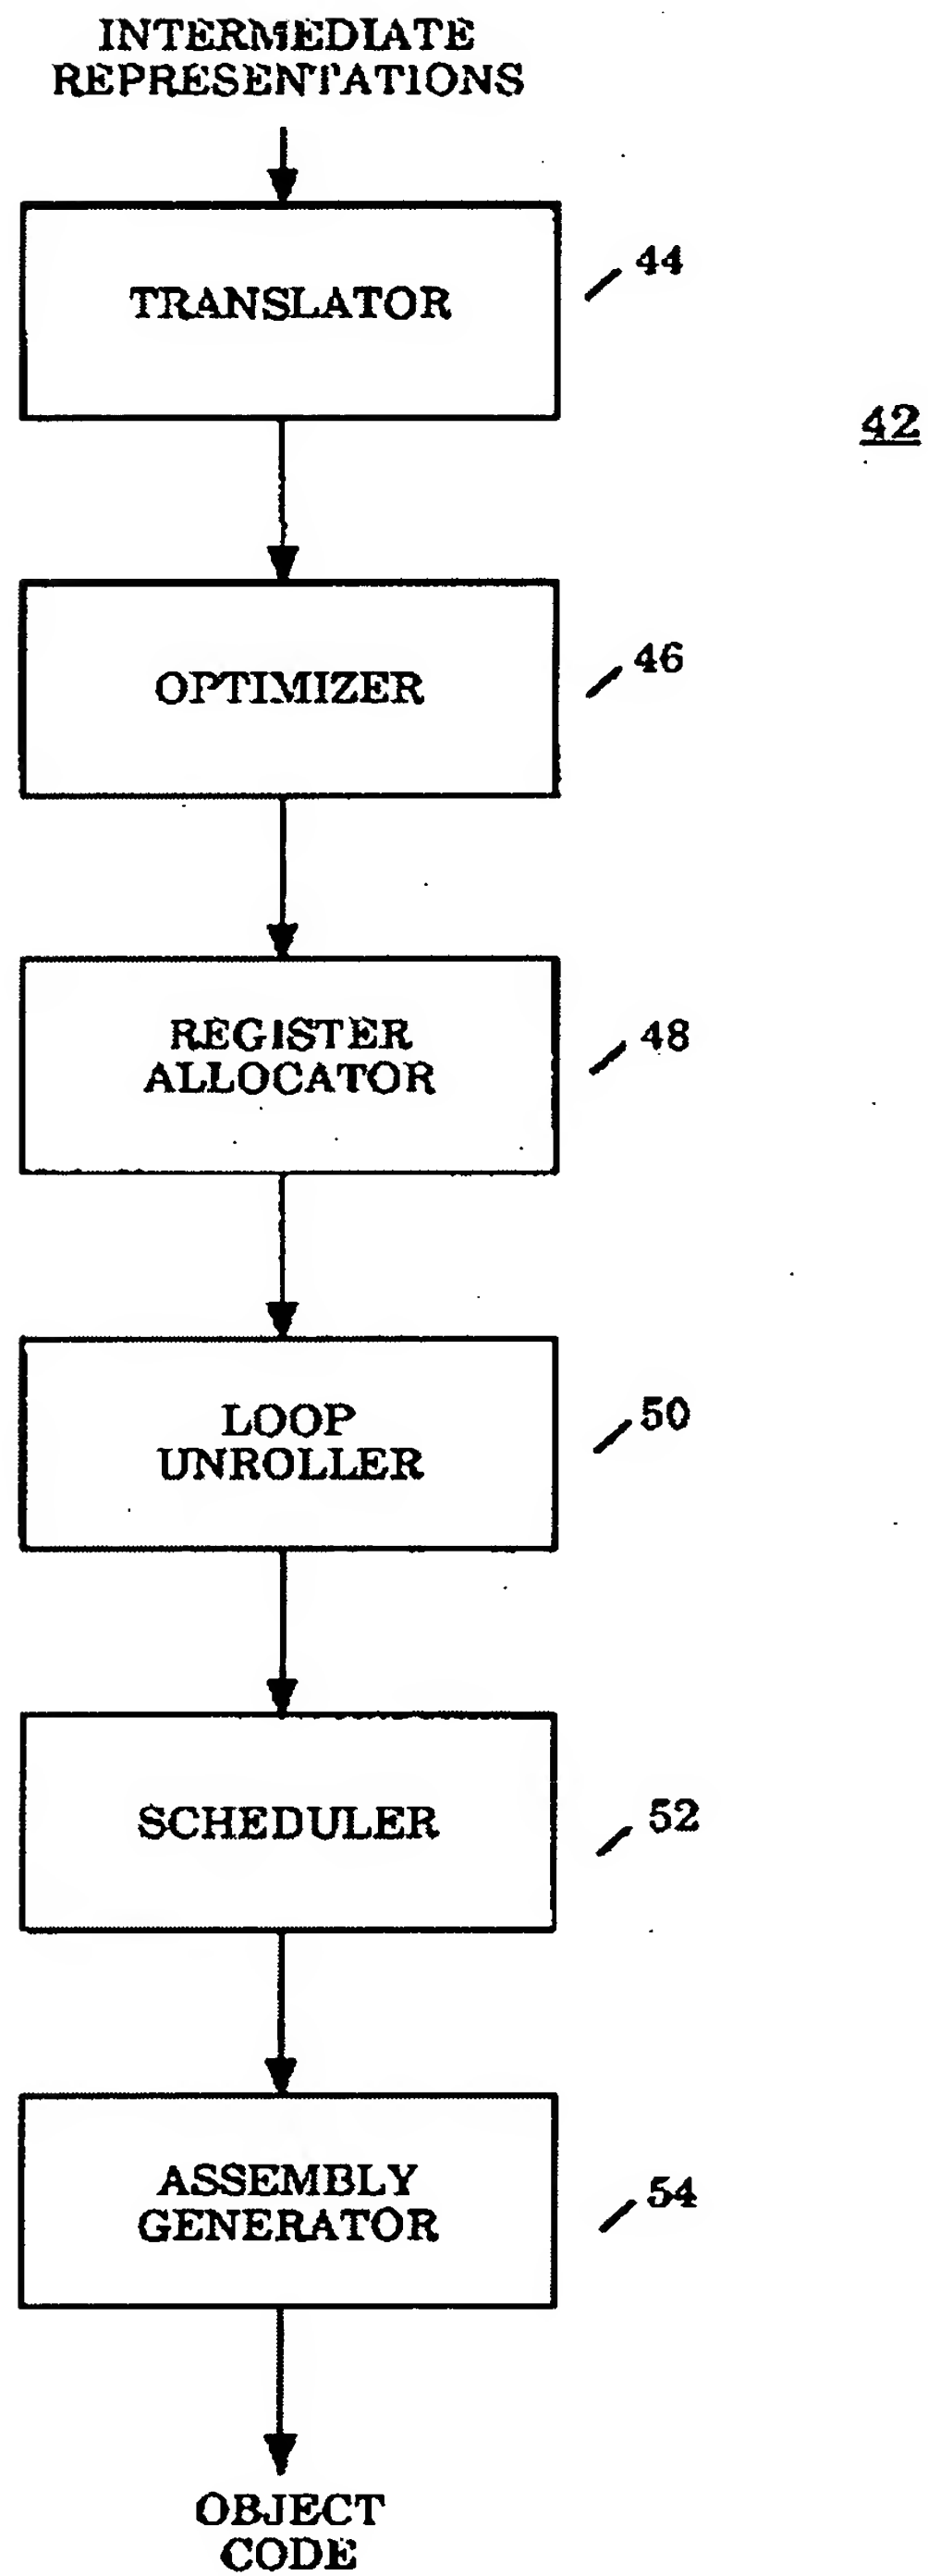 INTERMEDIATE
REPRESENTATIONS
TRANSLATOR
44
42
OPTIMIZER
46
REGISTER
ALLOCATOR
48
LOOP
UNROLLER
50
SCHEDULER
52
ASSEMBLY
GENERATOR
54
OBJECT
CODE